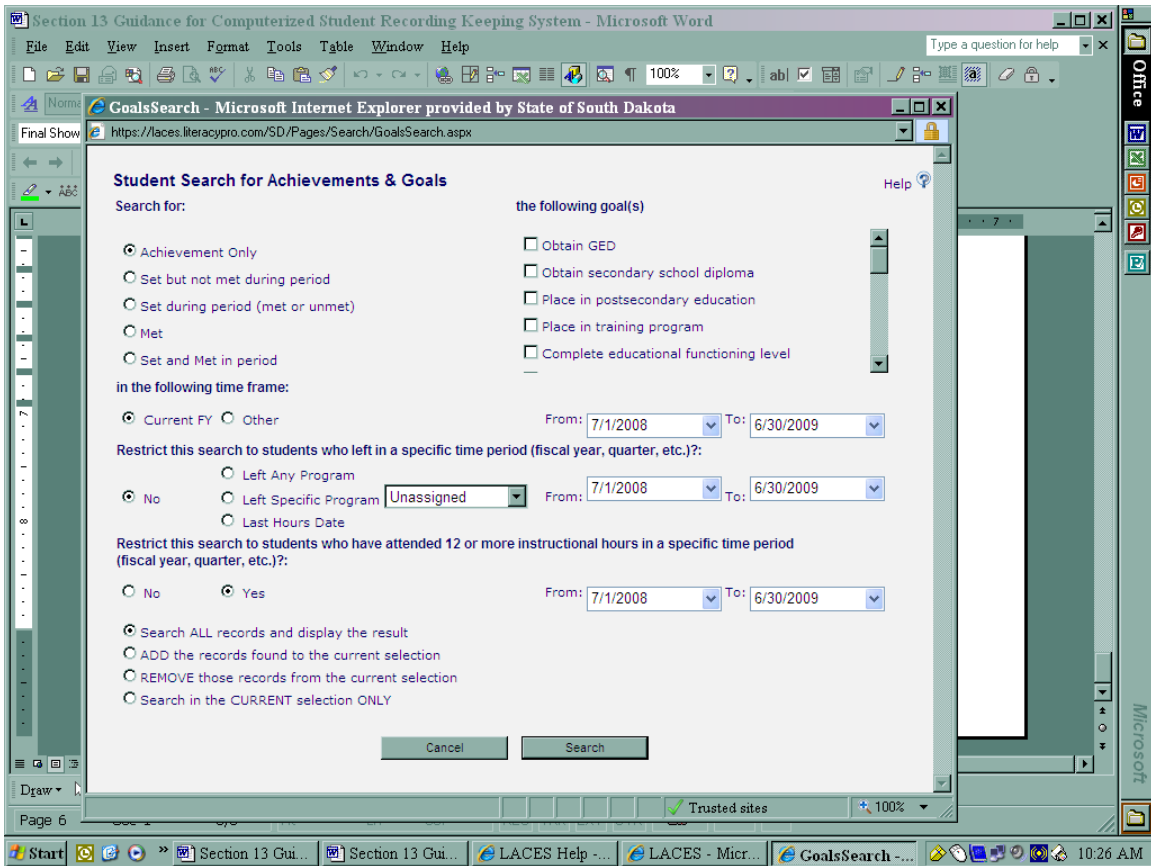 Section 13 Guidance for Computerized Student Recording Keeping System - Microsoft Word
File Edit View Insert Format Tools Table Window Help
Type a question for help
100%
Norma
GoalsSearch - Microsoft Internet Explorer provided by State of South Dakota
Final Show
https://laces.literacypro.com/SD/Pages/Search/GoalsSearch.aspx
Student Search for Achievements & Goals
Help
Search for:
the following goal(s)
Achievement Only
Set but not met during period
Set during period (met or unmet)
Met
Set and Met in period
Obtain GED
Obtain secondary school diploma
Place in postsecondary education
Place in training program
Complete educational functioning level
in the following time frame:
Current FY Other From: 7/1/2008 To: 6/30/2009
Restrict this search to students who left in a specific time period (fiscal year, quarter, etc.)?:
Left Any Program
No Left Specific Program Unassigned From: 7/1/2008 To: 6/30/2009
Last Hours Date
Restrict this search to students who have attended 12 or more instructional hours in a specific time period
(fiscal year, quarter, etc.)?:
No Yes From: 7/1/2008 To: 6/30/2009
Search ALL records and display the result
ADD the records found to the current selection
REMOVE those records from the current selection
Search in the CURRENT selection ONLY
Cancel Search
Draw
Trusted sites 100%
Page 6
Start Section 13 Gui... Section 13 Gui... LACES Help -... LACES - Micr... GoalsSearch -... 10:26 AM
Office
Microsoft